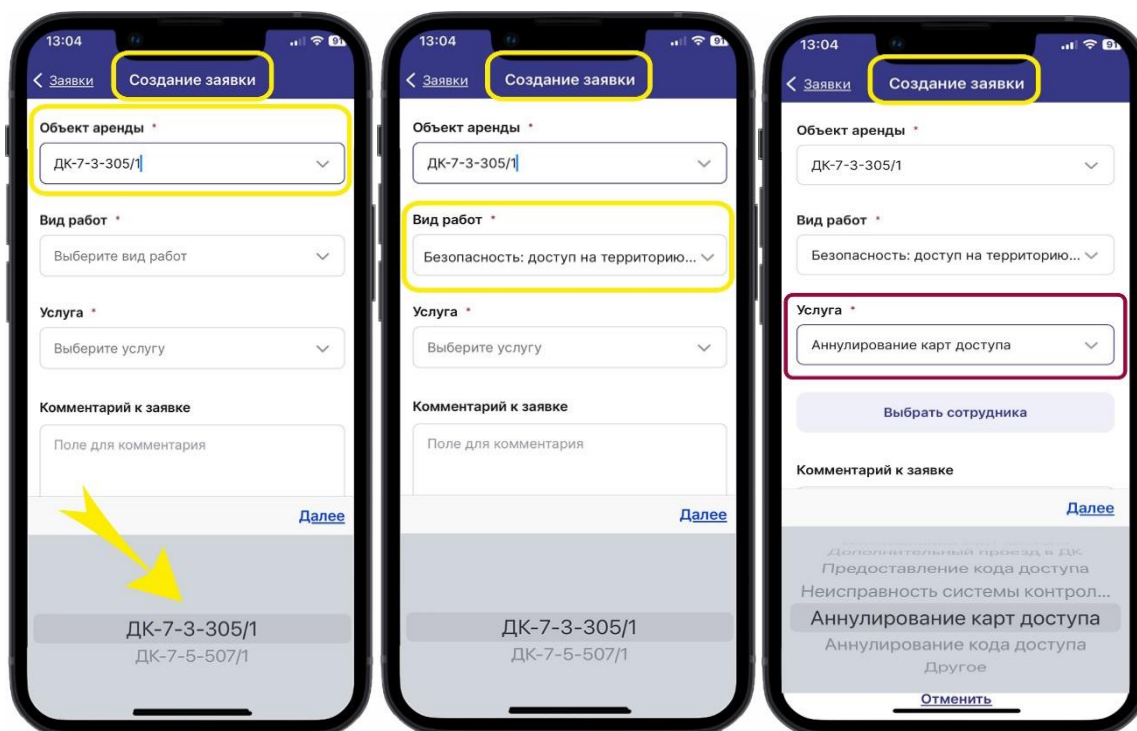 13:04
91
Заявки
Создание заявки
Объект аренды *
ДК-7-3-305/1
Вид работ *
Выберите вид работ
Услуга *
Выберите услугу
Комментарий к заявке
Поле для комментария
Далее
ДК-7-3-305/1
ДК-7-5-507/1
13:04
91
Заявки
Создание заявки
Объект аренды *
ДК-7-3-305/1
Вид работ *
Безопасность: доступ на территорию...
Услуга *
Выберите услугу
Комментарий к заявке
Поле для комментария
Далее
ДК-7-3-305/1
ДК-7-5-507/1
13:04
91
Заявки
Создание заявки
Объект аренды *
ДК-7-3-305/1
Вид работ *
Безопасность: доступ на территорию...
Услуга *
Аннулирование карт доступа
Выбрать сотрудника
Комментарий к заявке
Далее
Дополнительный проезд в ДК
Предоставление кода доступа
Неисправность системы контрол...
Аннулирование карт доступа
Аннулирование кода доступа
Другое
Отменить